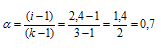 α = (i-1)/(k-1) = 2,4-1/3-1 = 1,4/2 = 0,7